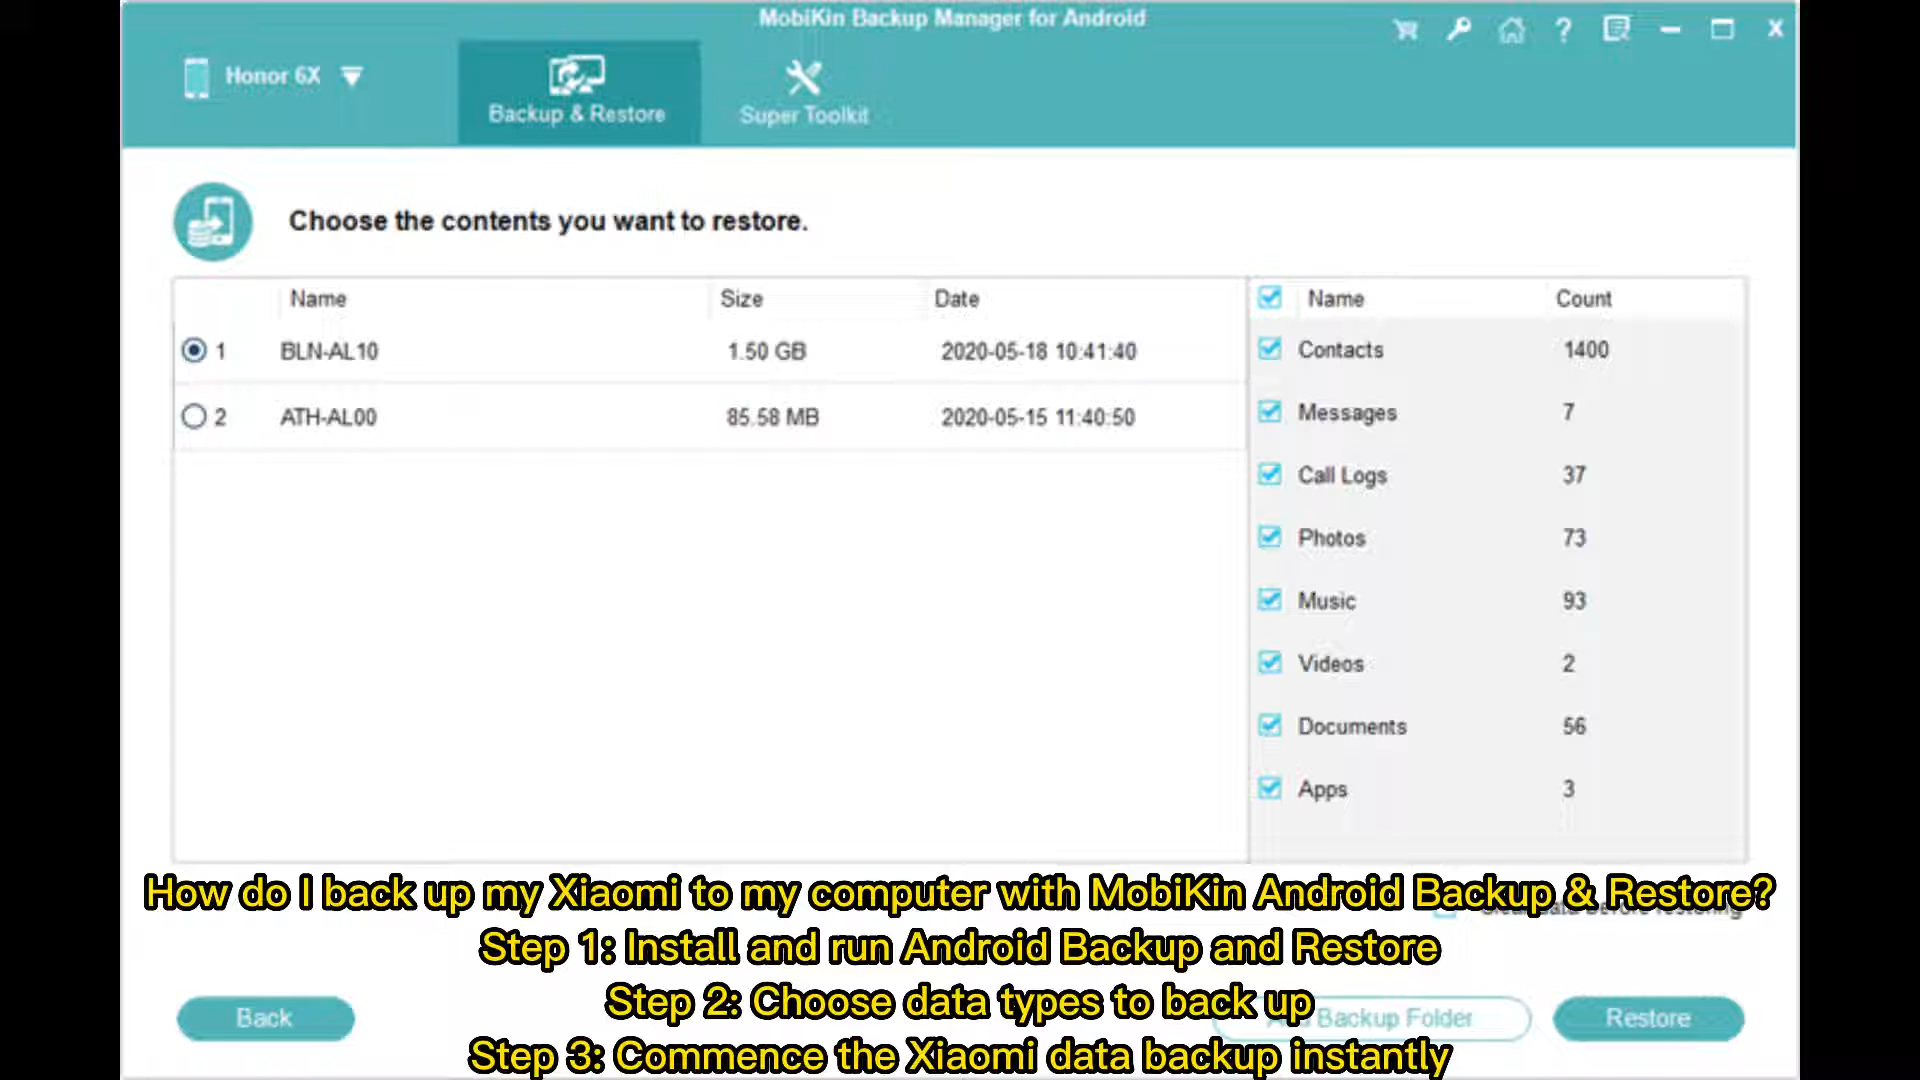 MobiKin Backup Manager for Android
Honor 6X
Backup & Restore
Super Toolkit
?
Choose the contents you want to restore.
Name Size Date
1 BLN-AL10 1.50 GB 2020-05-18 10:41:40
2 ATH-AL00 85.58 MB 2020-05-15 11:40:50
Name Count
Contacts 1400
Messages 7
Call Logs 37
Photos 73
Music 93
Videos 2
Documents 56
Apps 3
How do I back up my Xiaomi to my computer with MobiKin Android Backup & Restore?
before restoring
Step 1: Install and run Android Backup and Restore
Step 2: Choose data types to back up
Back
Backup Folder
Restore
Step 3: Commence the Xiaomi data backup instantly